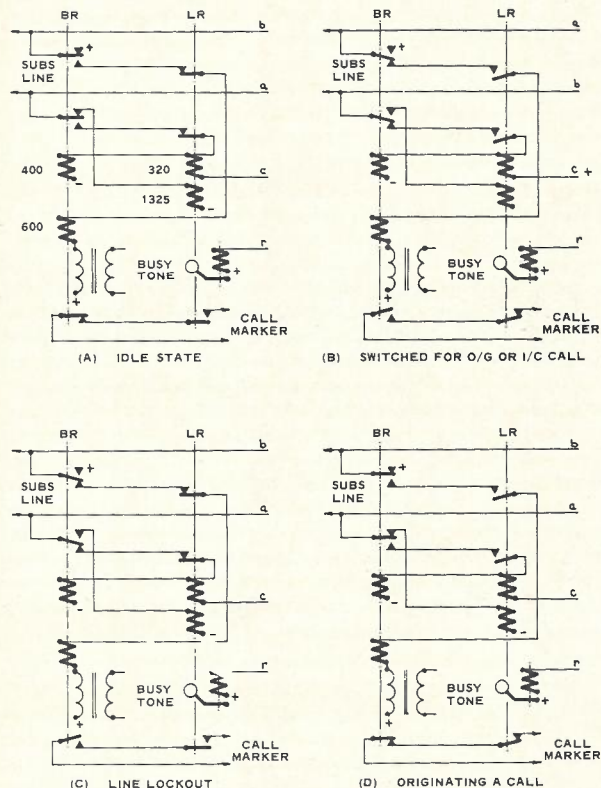 BR LR
b
+
SUBS
LINE
a
400 320 c
- 1325
-
600
r
BUSY
TONE
+
+
CALL
MARKER
(A) IDLE STATE
BR LR
a
+
SUBS
LINE
b
c +
-
-
r
BUSY
TONE
+
+
CALL
MARKER
(B) SWITCHED FOR O/G OR I/C CALL
BR LR
b
+
SUBS
LINE
a
c
-
-
r
BUSY
TONE
+
+
CALL
MARKER
(C) LINE LOCKOUT
BR LR
b
+
SUBS
LINE
a
c
-
-
r
BUSY
TONE
+
+
CALL
MARKER
(D) ORIGINATING A CALL